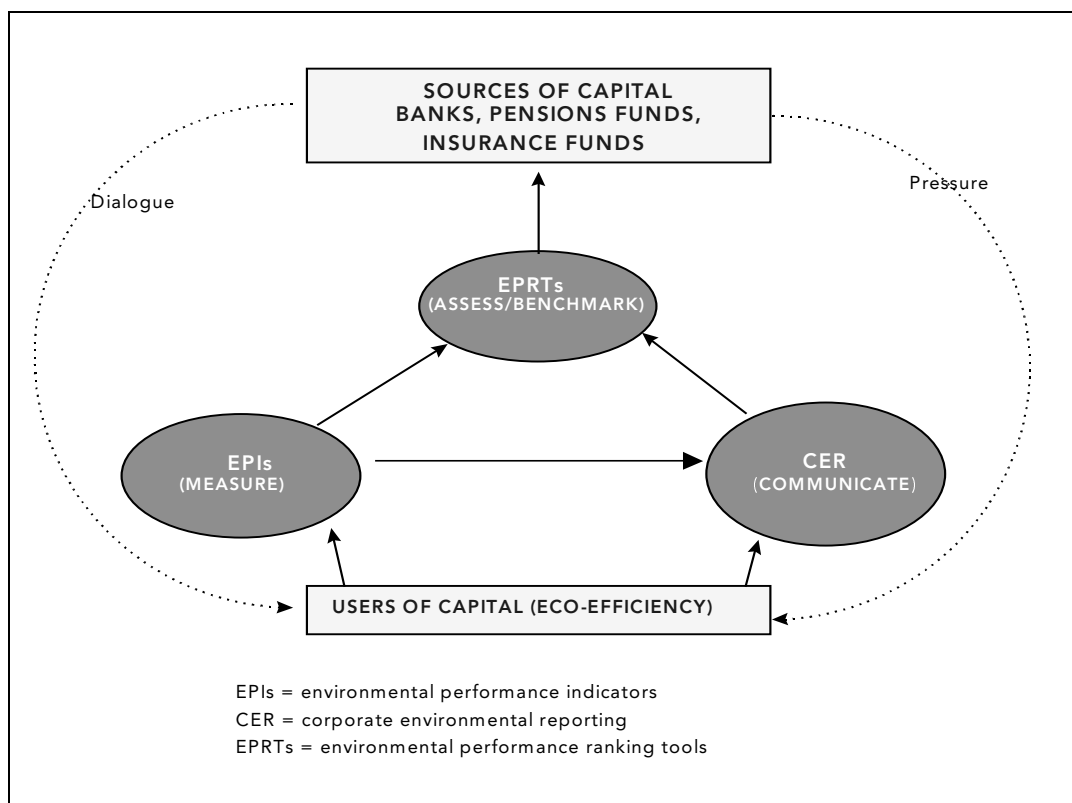 SOURCES OF CAPITAL
BANKS, PENSIONS FUNDS,
INSURANCE FUNDS
Dialogue
Pressure
EPRTs
(ASSESS/BENCHMARK)
EPIs
(MEASURE)
CER
(COMMUNICATE)
USERS OF CAPITAL (ECO-EFFICIENCY)
EPIs = environmental performance indicators
CER = corporate environmental reporting
EPRTs = environmental performance ranking tools